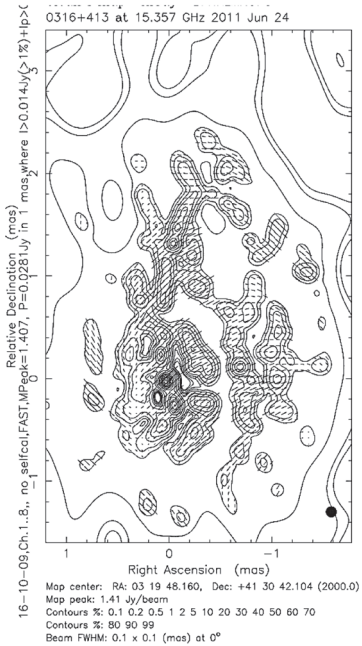 0316+413 at 15.357 GHz 2011 Jun 24
16-10-09,Ch.1..8,, no selfcal,FAST,MPeak=1.407, P=0.0281Jy in 1 mas,where I>0.014Jy(>1%)+Ip>(
Relative Declination (mas)
3
2
1
0
−1
1 0 −1
Right Ascension (mas)
Map center: RA: 03 19 48.160, Dec: +41 30 42.104 (2000.0)
Map peak: 1.41 Jy/beam
Contours %: 0.1 0.2 0.5 1 2 5 10 20 30 40 50 60 70
Contours %: 80 90 99
Beam FWHM: 0.1 x 0.1 (mas) at 0°